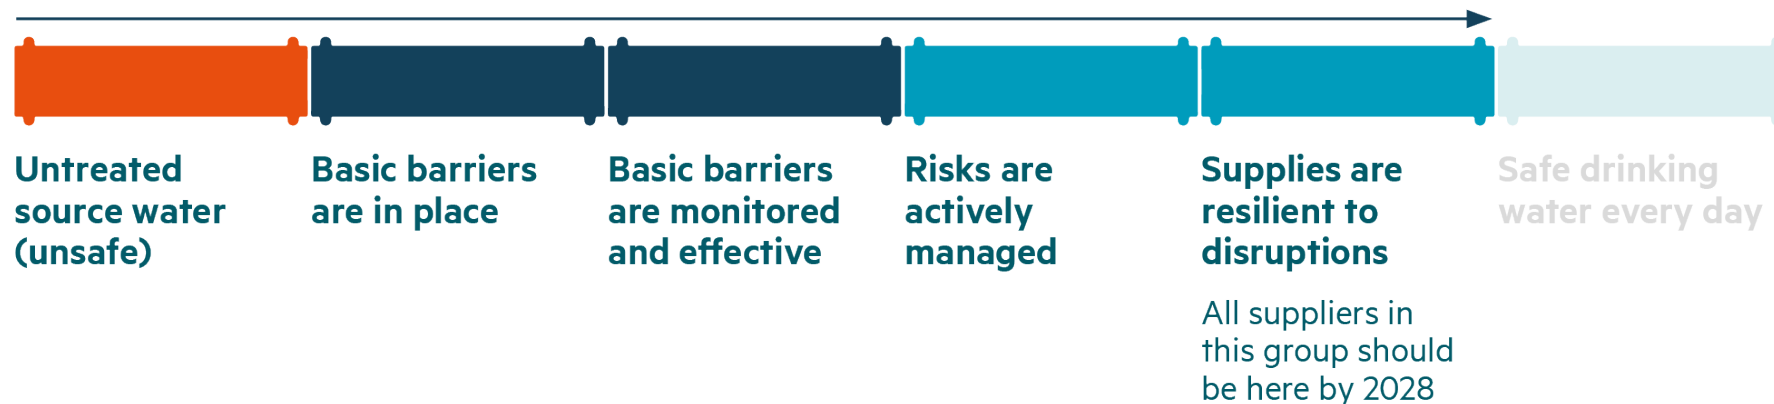 Untreated
source water
(unsafe)
Basic barriers
are in place
Basic barriers
are monitored
and effective
Risks are
actively
managed
Supplies are
resilient to
disruptions
All suppliers in
this group should
be here by 2028
Safe drinking
water every day